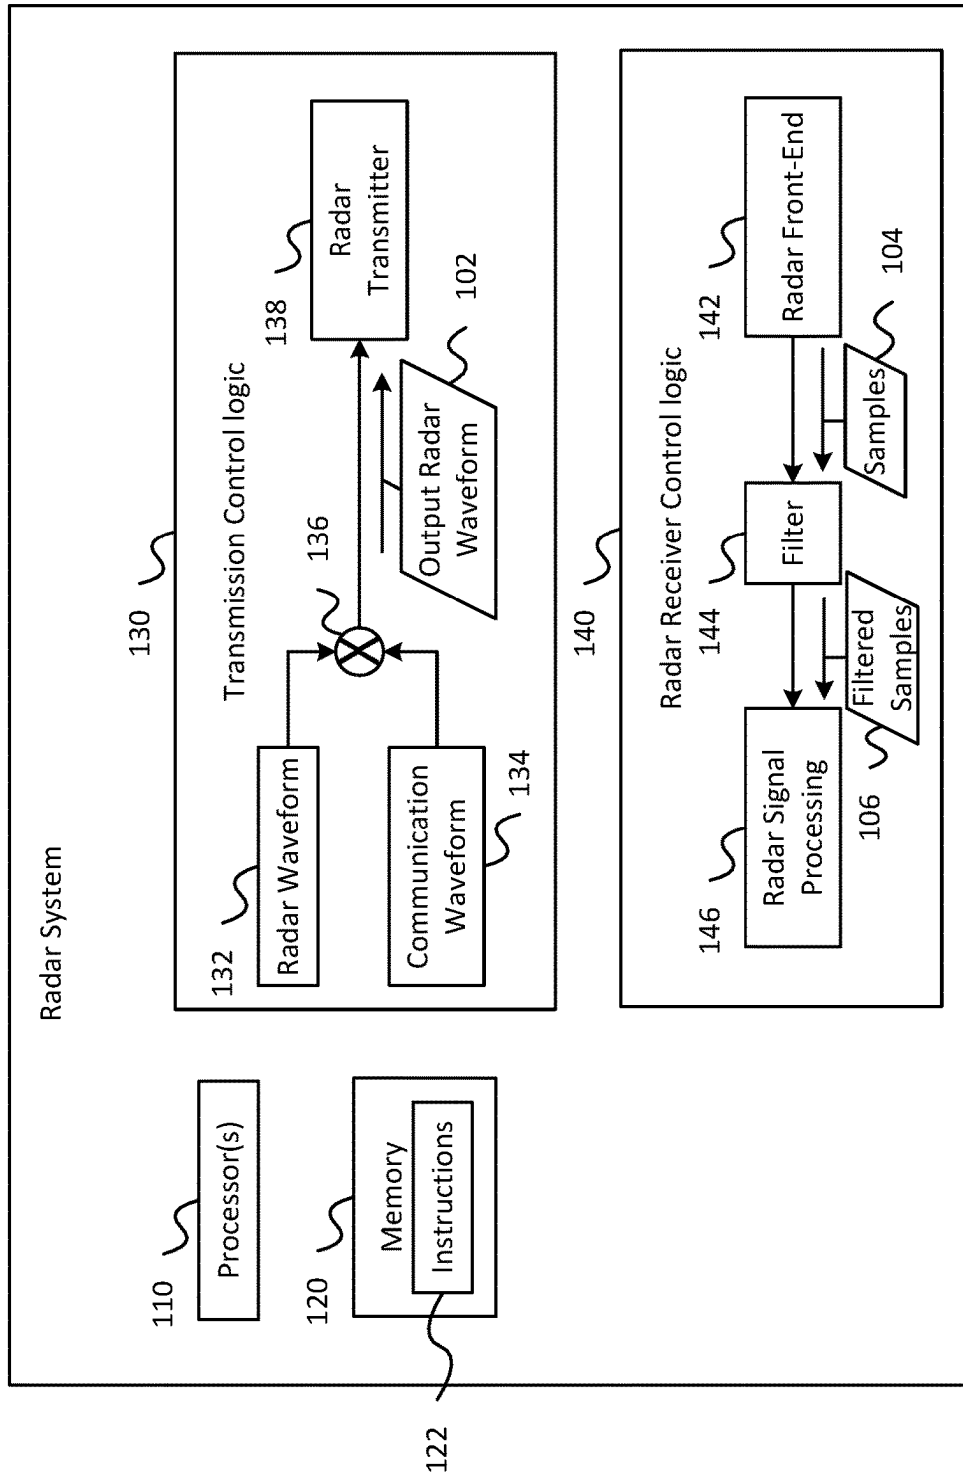 Radar System
110
Processor(s)
120
Memory
Instructions
122
130
Transmission Control logic
132
Radar Waveform
Communication
Waveform
134
136
138
Radar
Transmitter
Output Radar
Waveform
102
140
Radar Receiver Control logic
146
Radar Signal
Processing
144
Filter
142
Radar Front-End
Filtered
Samples
106
Samples
104